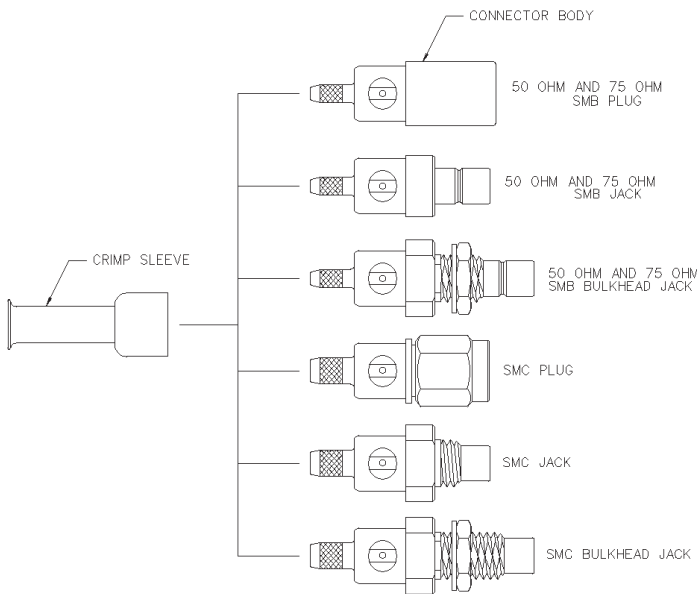 CONNECTOR BODY
50 OHM AND 75 OHM
SMB PLUG
50 OHM AND 75 OHM
SMB JACK
CRIMP SLEEVE
50 OHM AND 75 OHM
SMB BULKHEAD JACK
SMC PLUG
SMC JACK
SMC BULKHEAD JACK